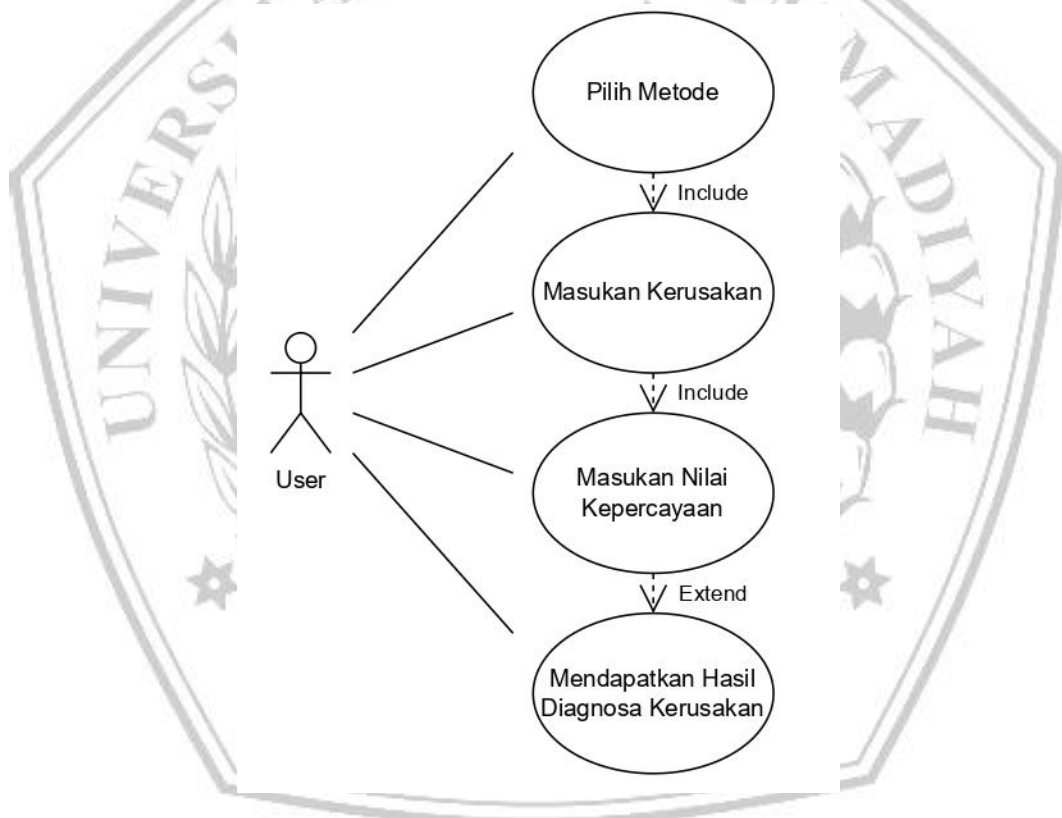 Pilih Metode
Include
Masukan Kerusakan
Include
Masukan Nilai
Kepercayaan
Extend
Mendapatkan Hasil
Diagnosa Kerusakan
User